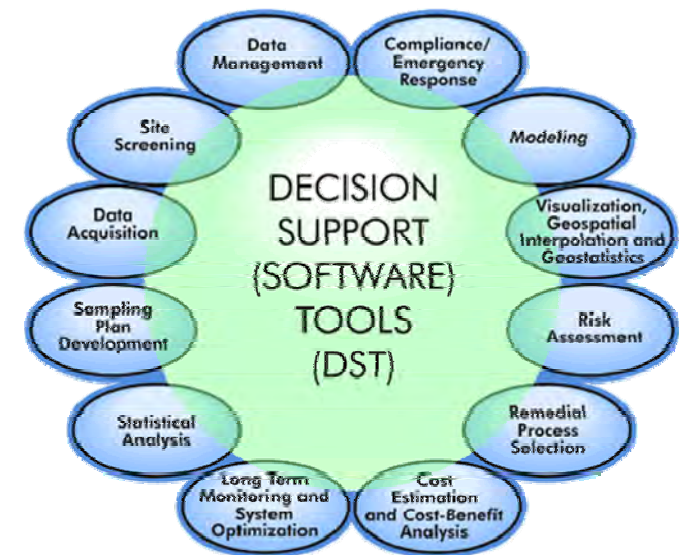 Data
Management
Compliance/
Emergency
Response
Site
Screening
Modeling
Data
Acquisition
Visualization,
Geospatial
Interpolation and
Geostatistics
DECISION
SUPPORT
(SOFTWARE)
TOOLS
(DST)
Sampling
Plan
Development
Risk
Assessment
Statistical
Analysis
Remedial
Process
Selection
Long Term
Monitoring and
System
Optimization
Cost
Estimation
and Cost-Benefit
Analysis